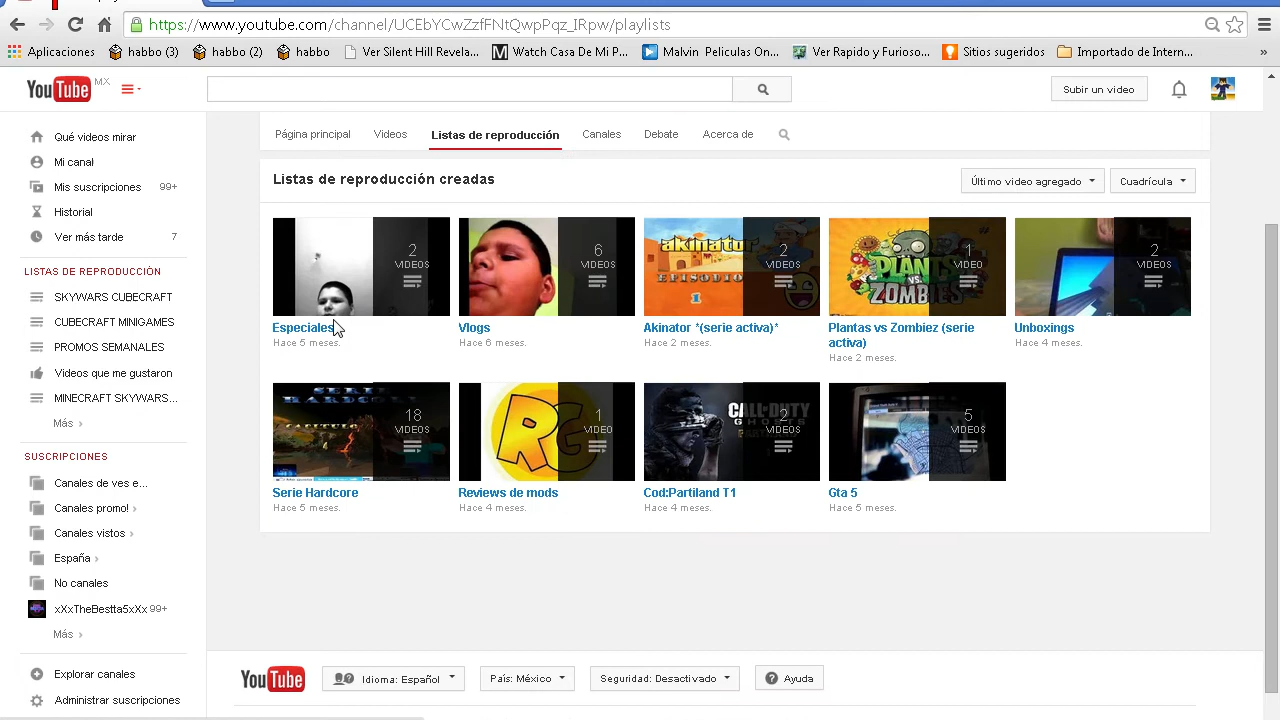 https://www.youtube.com/channel/UCEbYCwZzfFNtQwpPqz_IRpw/playlists
Aplicaciones habbo (3) habbo (2) habbo Ver Silent Hill Revela... Watch Casa De Mi P... Malvin Peliculas On... Ver Rapido y Furioso... Sitios sugeridos Importado de Intern... »
YouTube MX Subir un video
Página principal Videos Listas de reproducción Canales Debate Acerca de
Listas de reproducción creadas Último video agregado Cuadrícula
Qué videos mirar
Mi canal
Mis suscripciones 99+
Historial
Ver más tarde 7
LISTAS DE REPRODUCCIÓN
SKYWARS CUBECRAFT
CUBECRAFT MINIGAMES
PROMOS SEMANALES
Videos que me gustaron
MINECRAFT SKYWARS...
Más ›
SUSCRIPCIONES
Canales Buenos e...
Canales promo ›
Canales vistos ›
España ›
No canales
xXxTheBestta5xXx 99+
Más ›
Explorar canales
Administrar suscripciones
2 VIDEOS
Especiales
Hace 5 meses.
6 VIDEOS
Vlogs
Hace 6 meses.
akinator
EPISODIO
1
2 VIDEOS
Akinator *(serie activa)*
Hace 2 meses.
PLANTS
VS.
ZOMBIES
1 VIDEO
Plantas vs Zombiez (serie
activa)
Hace 2 meses.
2 VIDEOS
Unboxings
Hace 4 meses.
SERIE
HARDCORE
CAPITULO
18 VIDEOS
Serie Hardcore
Hace 5 meses.
RG
1 VIDEO
Reviews de mods
Hace 4 meses.
CALL DUTY
GHOSTS
2 VIDEOS
Cod:Partiland T1
Hace 4 meses.
5 VIDEOS
Gta 5
Hace 5 meses.
YouTube Idioma: Español País: México Seguridad: Desactivado Ayuda